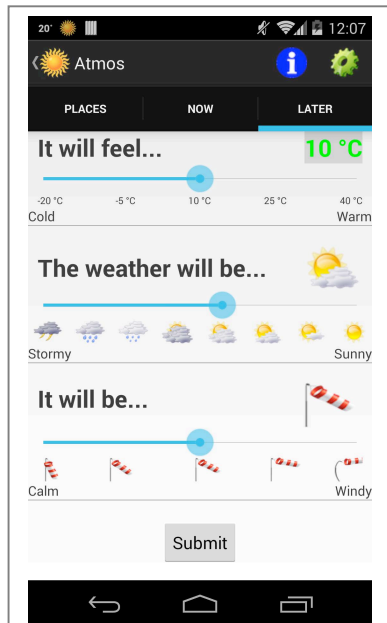 20° 12:07
Atmos
PLACES NOW LATER
It will feel... 10 °C
-20 °C -5 °C 10 °C 25 °C 40 °C
Cold Warm
The weather will be...
Stormy Sunny
It will be...
Calm Windy
Submit